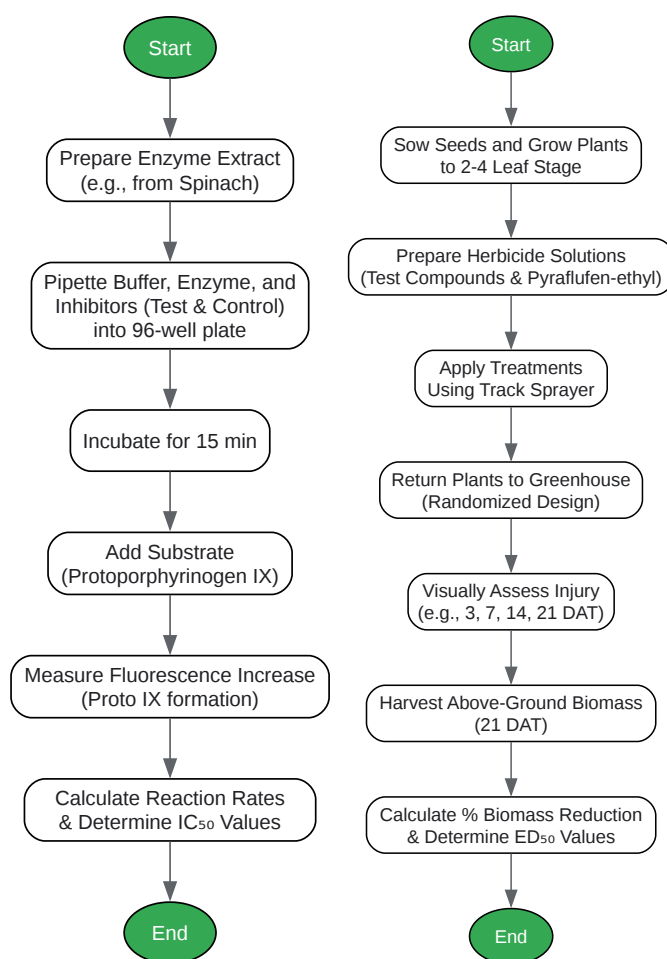 Start
Prepare Enzyme Extract
(e.g., from Spinach)
Pipette Buffer, Enzyme, and
Inhibitors (Test & Control)
into 96-well plate
Incubate for 15 min
Add Substrate
(Protoporphyrinogen IX)
Measure Fluorescence Increase
(Proto IX formation)
Calculate Reaction Rates
& Determine IC₅₀ Values
End
Start
Sow Seeds and Grow Plants
to 2-4 Leaf Stage
Prepare Herbicide Solutions
(Test Compounds & Pyraflufen-ethyl)
Apply Treatments
Using Track Sprayer
Return Plants to Greenhouse
(Randomized Design)
Visually Assess Injury
(e.g., 3, 7, 14, 21 DAT)
Harvest Above-Ground Biomass
(21 DAT)
Calculate % Biomass Reduction
& Determine ED₅₀ Values
End